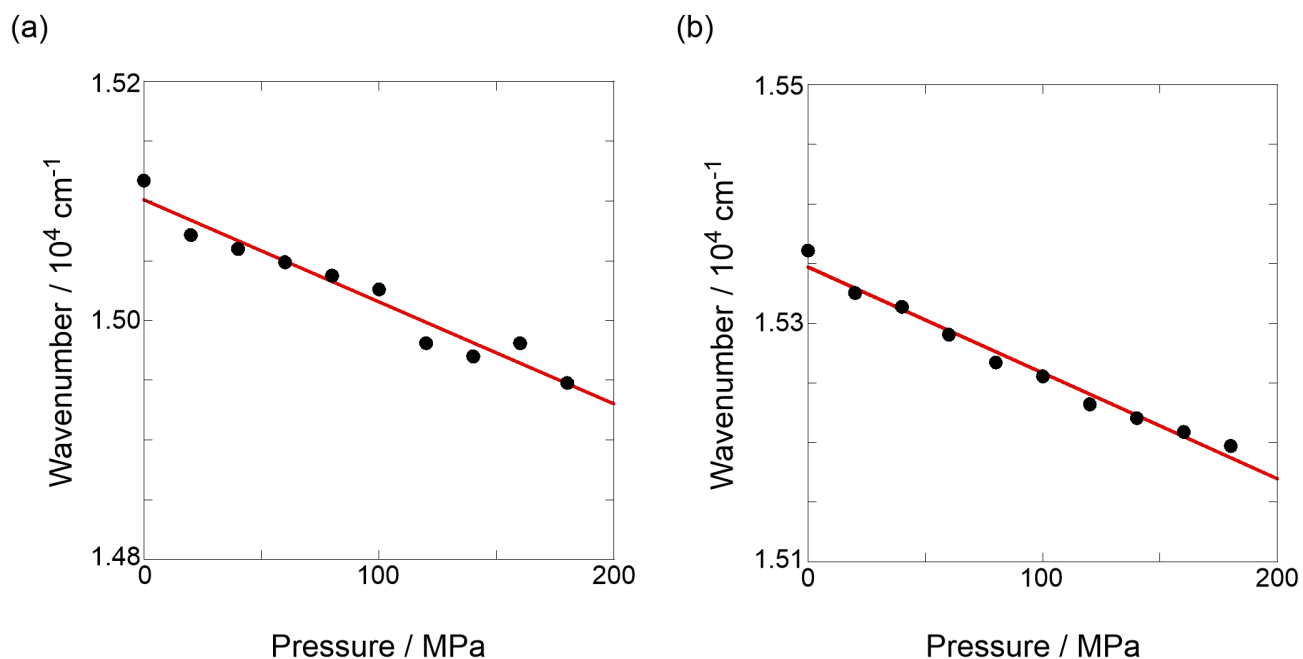 (a)
1.52
1.50
1.48
0
100
200
Wavenumber / 10⁴ cm⁻¹
Pressure / MPa
(b)
1.55
1.53
1.51
0
100
200
Wavenumber / 10⁴ cm⁻¹
Pressure / MPa